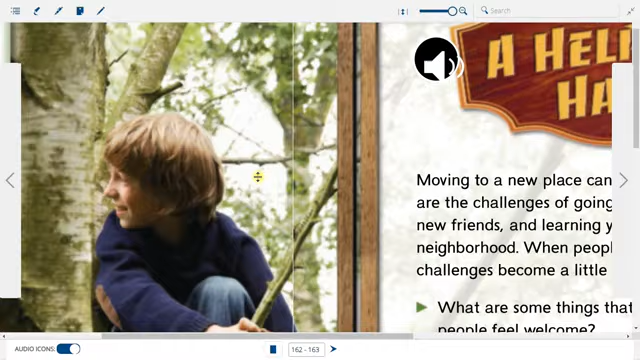 Search
A HEL
HA
Moving to a new place can
are the challenges of going
new friends, and learning y
neighborhood. When peopl
challenges become a little
What are some things that
people feel welcome?
AUDIO ICONS:
162 - 163